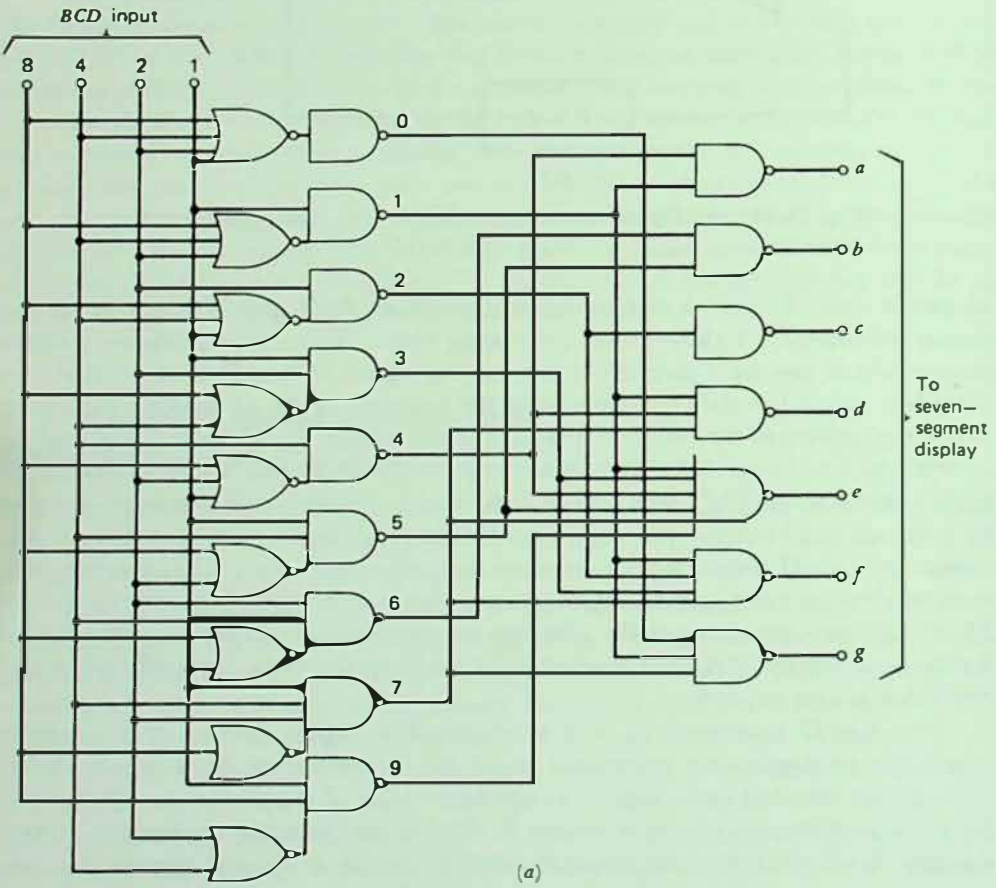 BCD input
8 4 2 1
0
1
2
3
4
5
6
7
9
a
b
c
d
e
f
g
To
seven—
segment
display
(a)